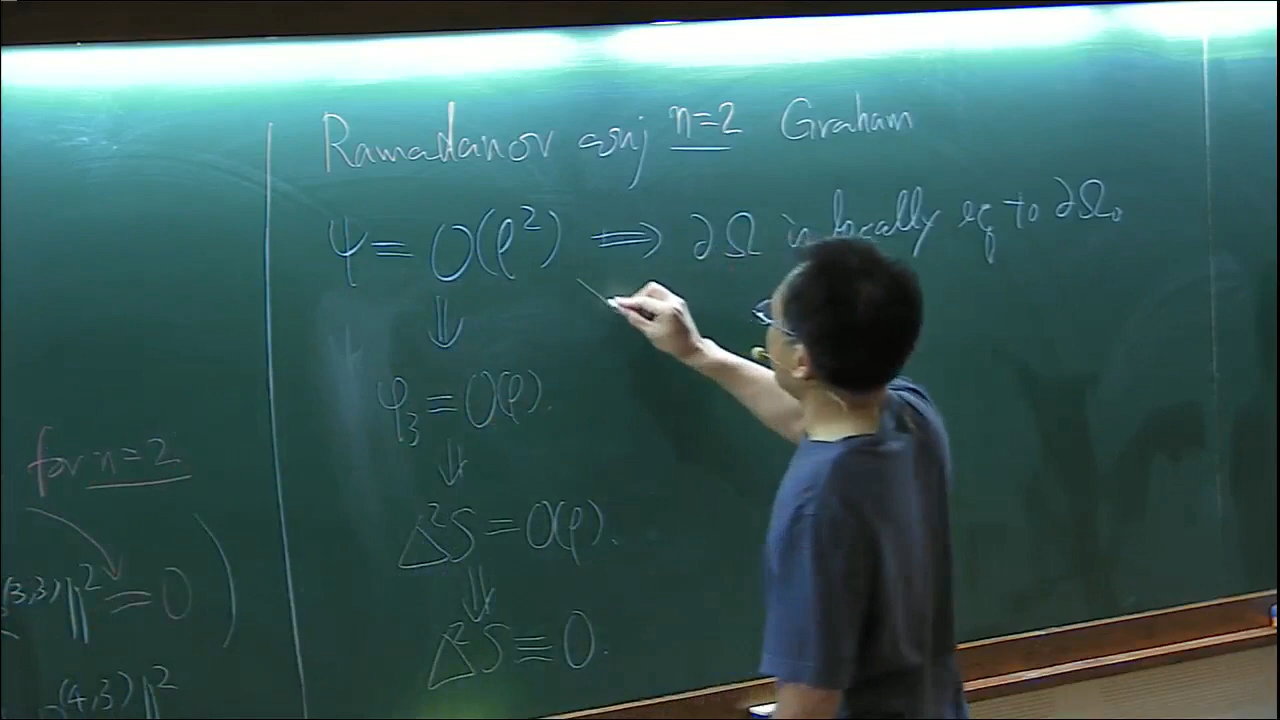 for n=2
(3,3)||² = 0 )
(4,3)||²
Ramadanov conj n=2 Graham
ψ = O(ρ²) ⟹ ∂Ω is locally eq to ∂Ω₀
⇓
φ₃ = O(ρ).
⇓
Δ²S = O(ρ).
⇓
Δ²S = 0.